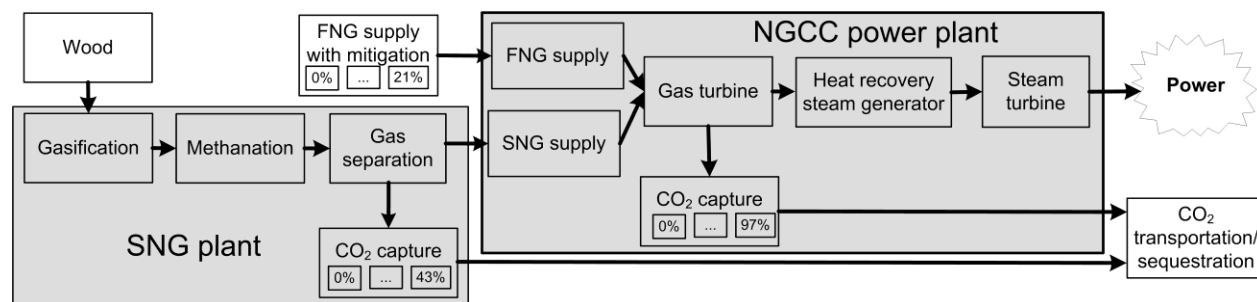 Wood
FNG supply
with mitigation
0% ... 21%
NGCC power plant
FNG supply
SNG supply
Gas turbine
Heat recovery
steam generator
Steam
turbine
Power
Gasification
Methanation
Gas
separation
SNG plant
CO₂ capture
0% ... 43%
CO₂ capture
0% ... 97%
CO₂
transportation/
sequestration